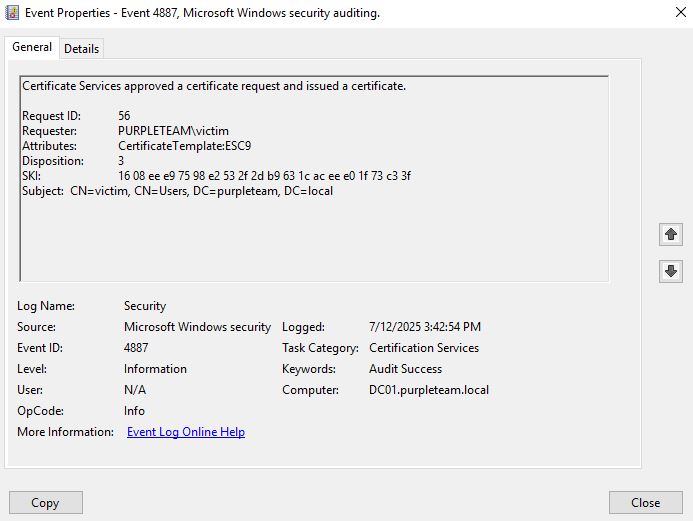 Event Properties - Event 4887, Microsoft Windows security auditing.
General Details
Certificate Services approved a certificate request and issued a certificate.
Request ID: 56
Requester: PURPLETEAM\victim
Attributes: CertificateTemplate:ESC9
Disposition: 3
SKI: 16 08 ee e9 75 98 e2 53 2f 2d b9 63 1c ac ee e0 1f 73 c3 3f
Subject: CN=victim, CN=Users, DC=purpleteam, DC=local
Log Name: Security
Source: Microsoft Windows security Logged: 7/12/2025 3:42:54 PM
Event ID: 4887 Task Category: Certification Services
Level: Information Keywords: Audit Success
User: N/A Computer: DC01.purpleteam.local
OpCode: Info
More Information: Event Log Online Help
Copy Close